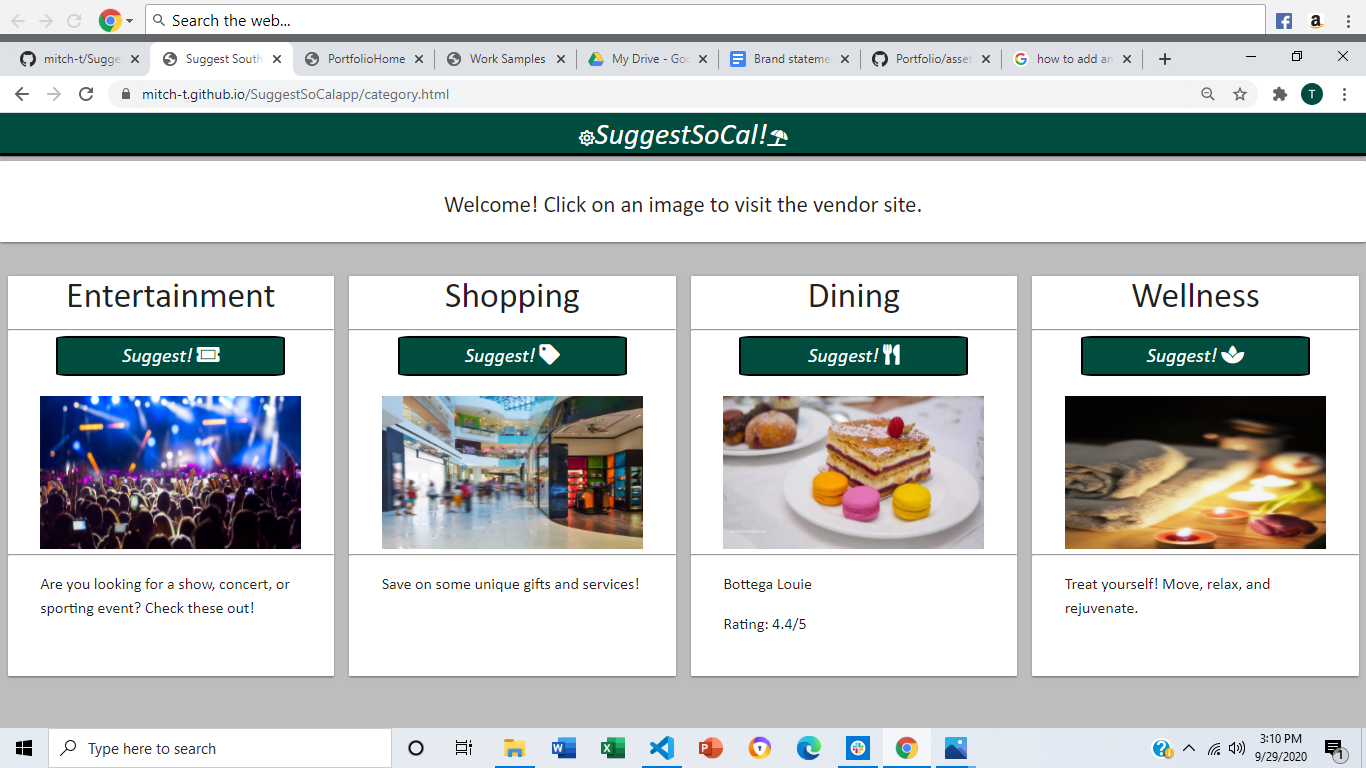 Search the web...
mitch-t/Sugge
Suggest South
PortfolioHome
Work Samples
My Drive - Goo
Brand stateme
Portfolio/asset
how to add an
mitch-t.github.io/SuggestSoCalapp/category.html
T
SuggestSoCal!
Welcome! Click on an image to visit the vendor site.
Entertainment
Suggest!
Are you looking for a show, concert, or
sporting event? Check these out!
Shopping
Suggest!
Save on some unique gifts and services!
Dining
Suggest!
Bottega Louie
Rating: 4.4/5
Wellness
Suggest!
Treat yourself! Move, relax, and
rejuvenate.
Type here to search
3:10 PM
9/29/2020
1